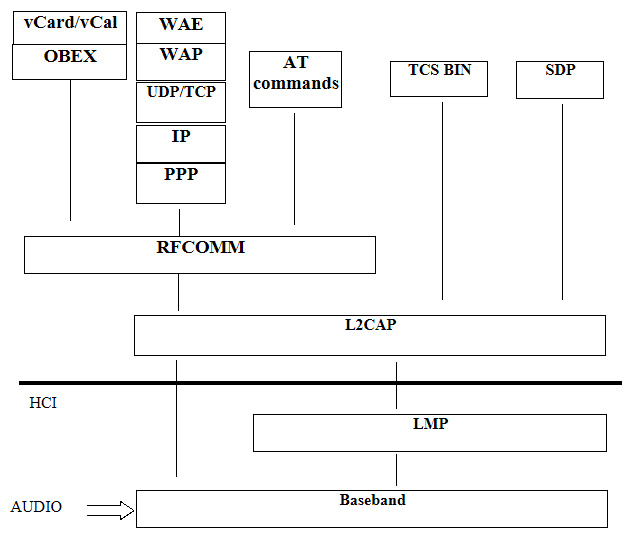 vCard/vCal
OBEX
WAE
WAP
UDP/TCP
IP
PPP
AT
commands
TCS BIN
SDP
RFCOMM
L2CAP
HCI
LMP
Baseband
AUDIO